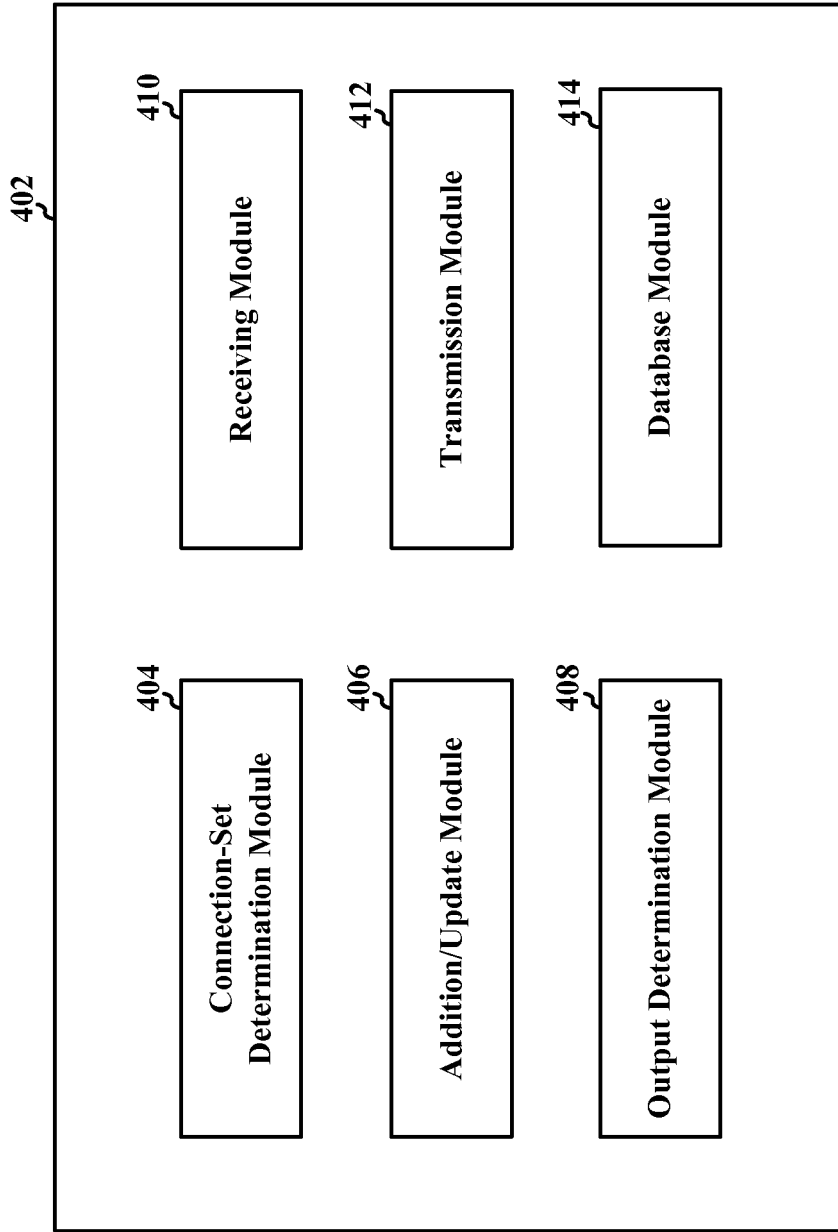 402
404
Connection-Set
Determination Module
410
Receiving Module
406
Addition/Update Module
412
Transmission Module
408
Output Determination Module
414
Database Module